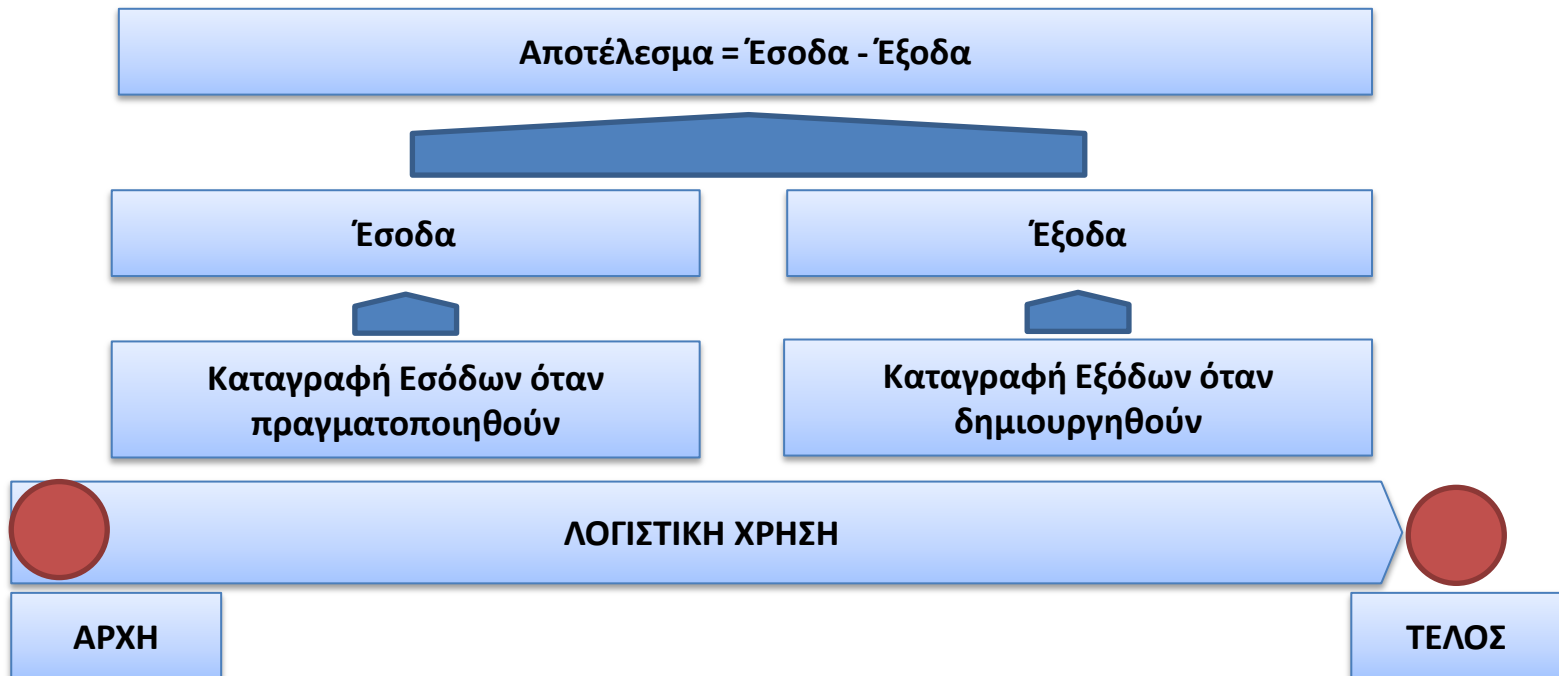 Αποτέλεσμα = Έσοδα - Έξοδα
Έσοδα
Έξοδα
Καταγραφή Εσόδων όταν
πραγματοποιηθούν
Καταγραφή Εξόδων όταν
δημιουργηθούν
ΛΟΓΙΣΤΙΚΗ ΧΡΗΣΗ
ΑΡΧΗ
ΤΕΛΟΣ